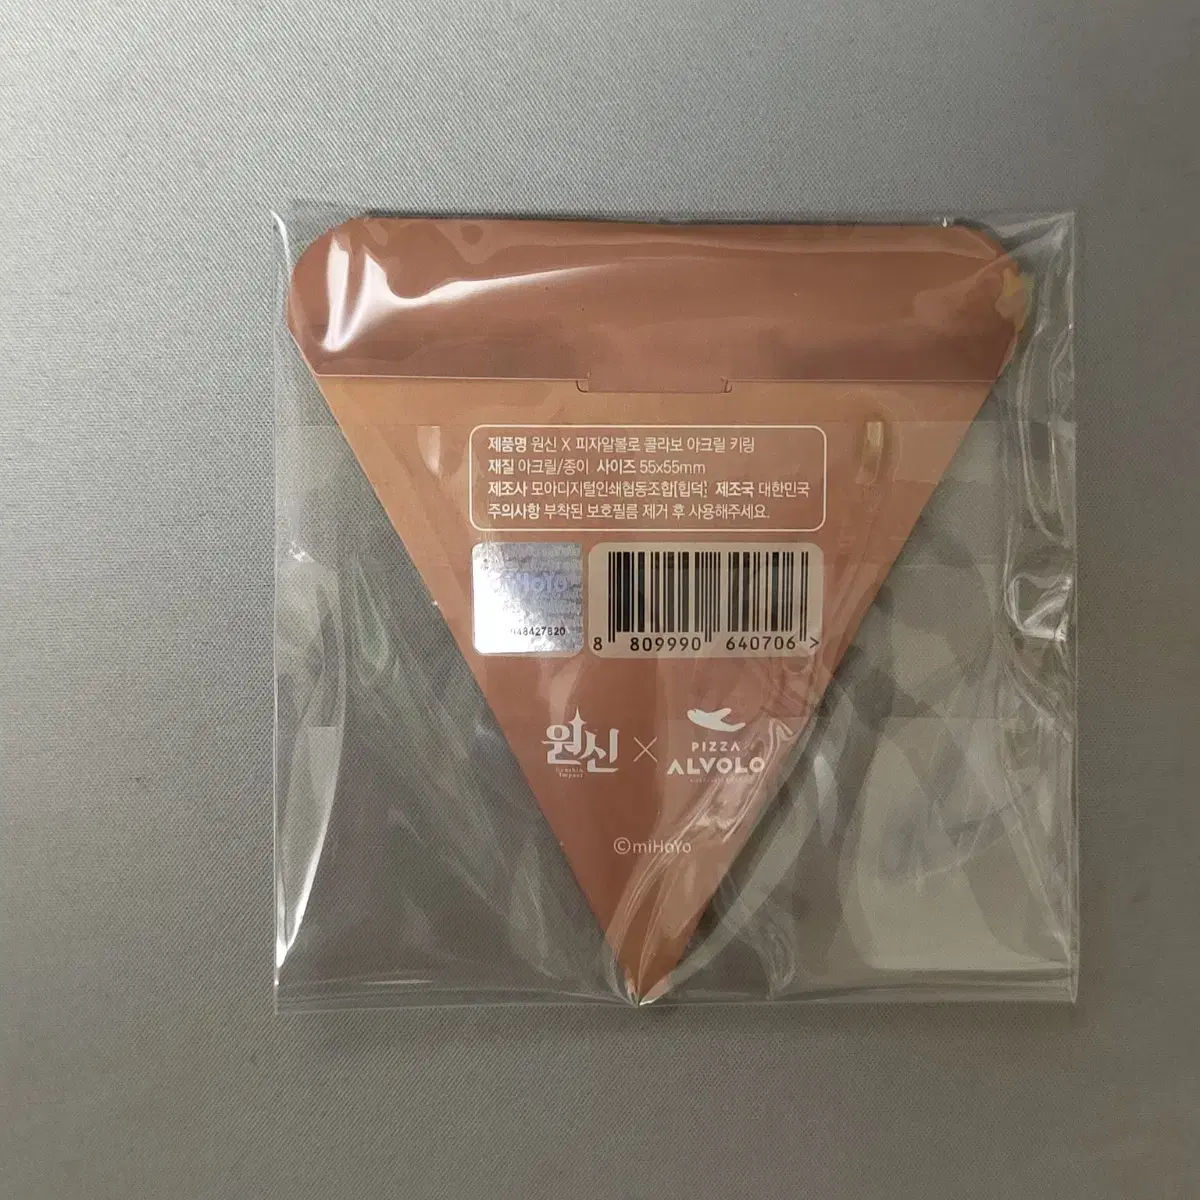 제품명 원신 X 피자알볼로 콜라보 아크릴 키링
재질 아크릴/종이 사이즈 55x55mm
제조사 모아디지털인쇄협동조합[힙덕] 제조국 대한민국
주의사항 부착된 보호필름 제거 후 사용해주세요.
miHoYo
48427820
8 809990 640706 >
원신 × PIZZA ALVOLO
Genshin Impact
©miHoYo